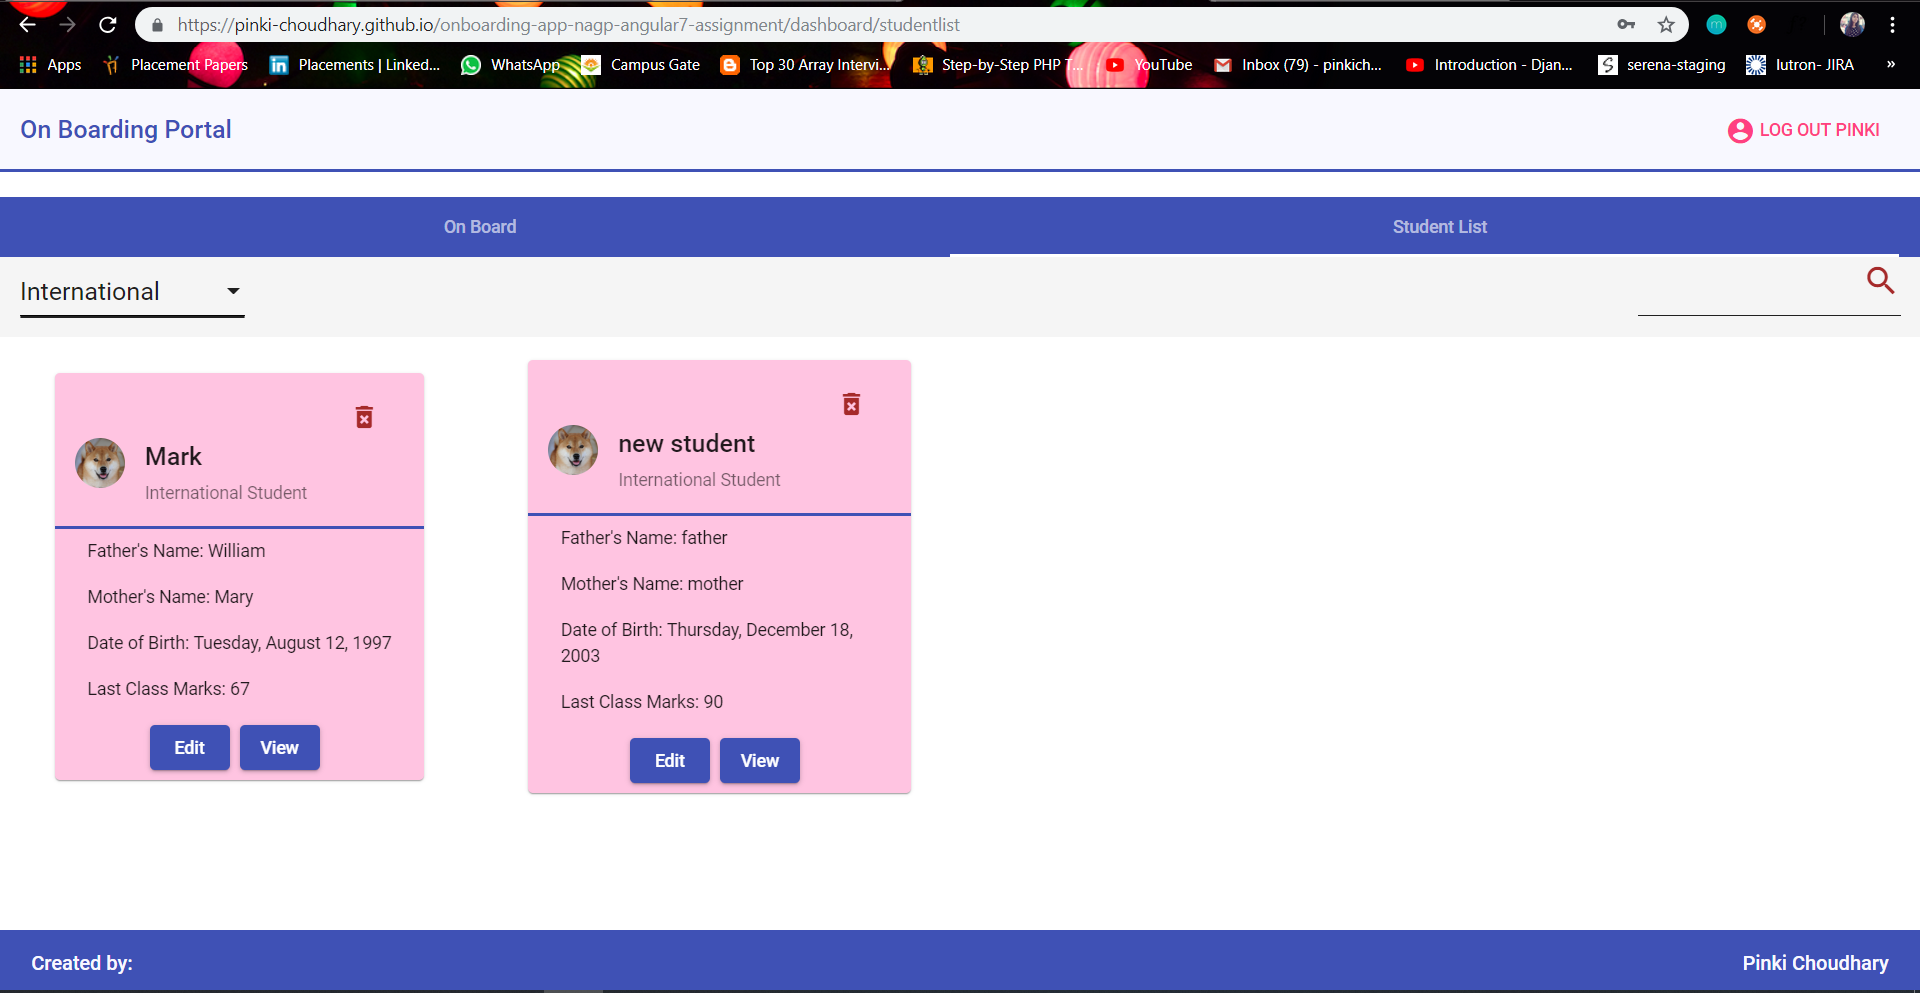 https://pinki-choudhary.github.io/onboarding-app-nagp-angular7-assignment/dashboard/studentlist
Apps Placement Papers Placements | Linked... WhatsApp Campus Gate Top 30 Array Intervi... Step-by-Step PHP T... YouTube Inbox (79) - pinkich... Introduction - Djan... serena-staging lutron- JIRA »
On Boarding Portal
LOG OUT PINKI
On Board
Student List
International
Mark
International Student
Father's Name: William
Mother's Name: Mary
Date of Birth: Tuesday, August 12, 1997
Last Class Marks: 67
Edit View
new student
International Student
Father's Name: father
Mother's Name: mother
Date of Birth: Thursday, December 18,
2003
Last Class Marks: 90
Edit View
Created by:
Pinki Choudhary